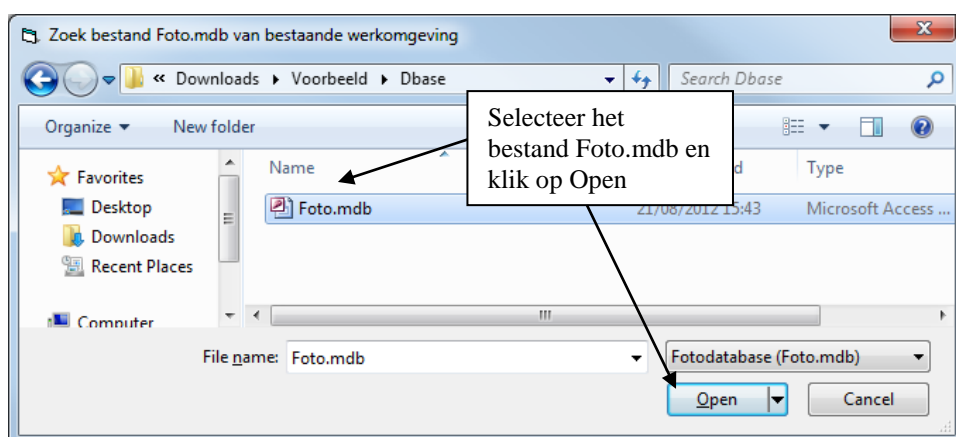 Zoek bestand Foto.mdb van bestaande werkomgeving
« Downloads Voorbeeld Dbase
Search Dbase
Organize New folder
Selecteer het
bestand Foto.mdb en
klik op Open
Favorites
Desktop
Downloads
Recent Places
Computer
Name d Type
Foto.mdb 21/08/2012 15:43 Microsoft Access ...
File name: Foto.mdb Fotodatabase (Foto.mdb)
Open Cancel